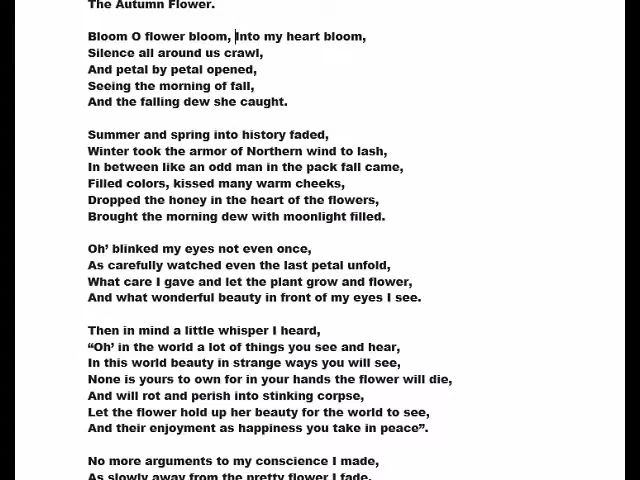 The Autumn Flower.
Bloom O flower bloom, Into my heart bloom,
Silence all around us crawl,
And petal by petal opened,
Seeing the morning of fall,
And the falling dew she caught.
Summer and spring into history faded,
Winter took the armor of Northern wind to lash,
In between like an odd man in the pack fall came,
Filled colors, kissed many warm cheeks,
Dropped the honey in the heart of the flowers,
Brought the morning dew with moonlight filled.
Oh’ blinked my eyes not even once,
As carefully watched even the last petal unfold,
What care I gave and let the plant grow and flower,
And what wonderful beauty in front of my eyes I see.
Then in mind a little whisper I heard,
“Oh’ in the world a lot of things you see and hear,
In this world beauty in strange ways you will see,
None is yours to own for in your hands the flower will die,
And will rot and perish into stinking corpse,
Let the flower hold up her beauty for the world to see,
And their enjoyment as happiness you take in peace”.
No more arguments to my conscience I made,
As slowly away from the pretty flower I fade.